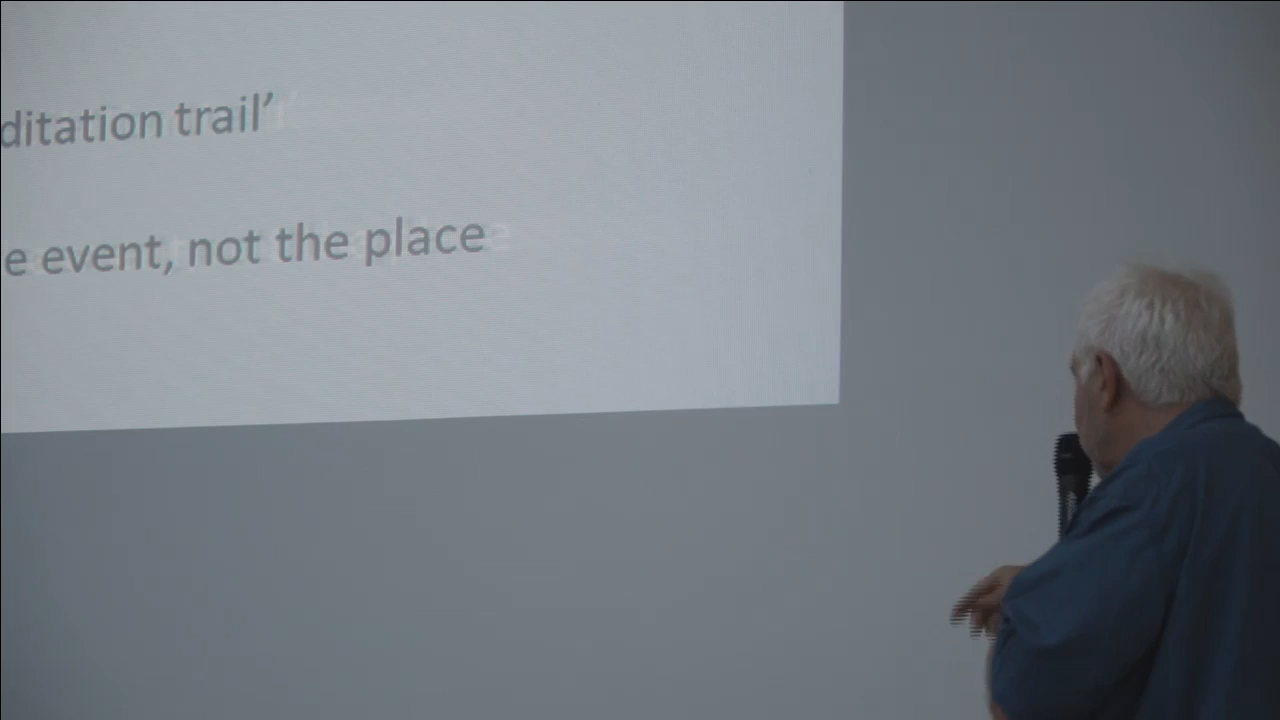 ditation trail’
e event, not the place